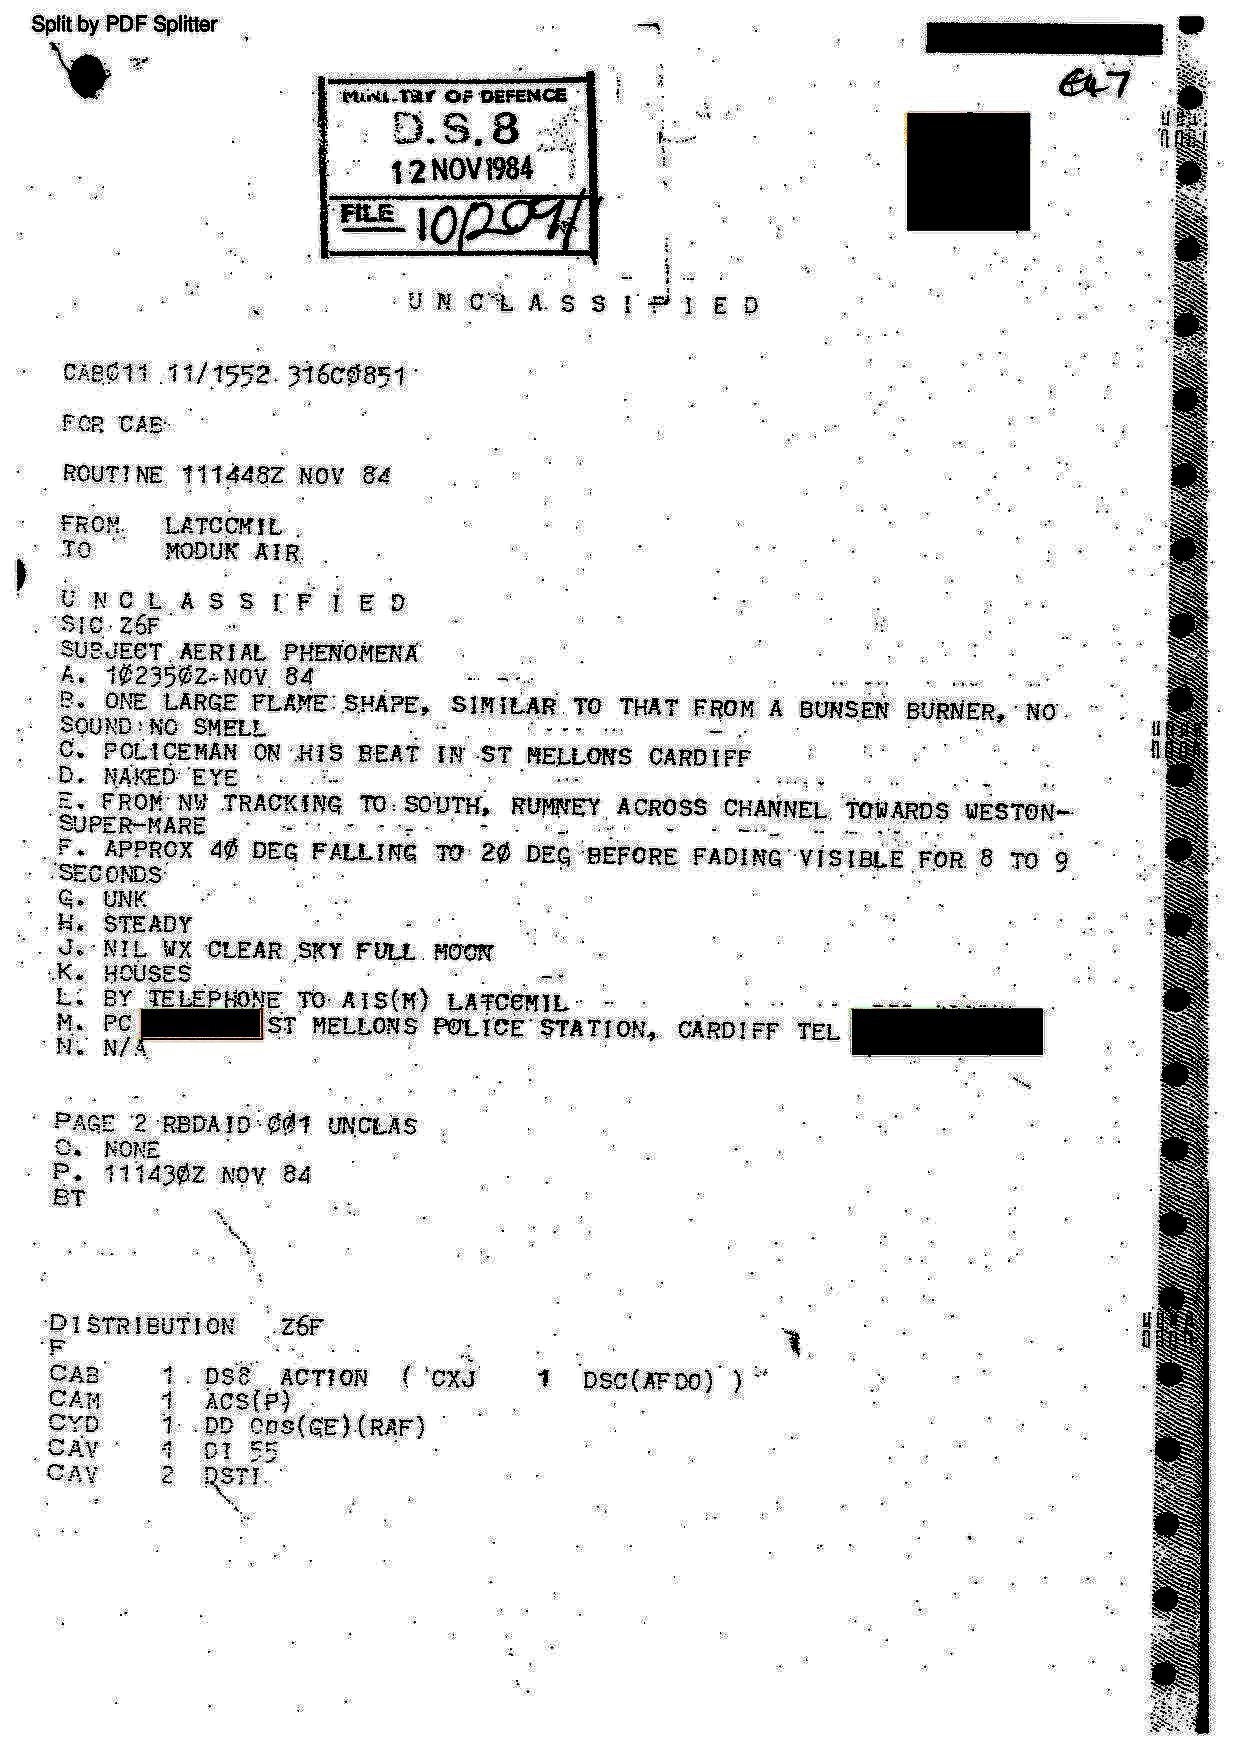 Split by PDF Splitter
E47
MINISTRY OF DEFENCE
D.S.8
12 NOV 1984
FILE 10/209/1
UNCLASSIFIED
CAB011 11/1552 316C0851
FOR CAB
ROUTINE 111448Z NOV 84
FROM LATCCMIL
TO MODUK AIR
UNCLASSIFIED
SIC Z6F
SUBJECT AERIAL PHENOMENA
A. 102350Z NOV 84
B. ONE LARGE FLAME SHAPE, SIMILAR TO THAT FROM A BUNSEN BURNER, NO
SOUND NO SMELL
C. POLICEMAN ON HIS BEAT IN ST MELLONS CARDIFF
D. NAKED EYE
E. FROM NW TRACKING TO SOUTH, RUMNEY ACROSS CHANNEL TOWARDS WESTON-
SUPER-MARE
F. APPROX 40 DEG FALLING TO 20 DEG BEFORE FADING VISIBLE FOR 8 TO 9
SECONDS
G. UNK
H. STEADY
J. NIL WX CLEAR SKY FULL MOON
K. HOUSES
L. BY TELEPHONE TO AIS(M) LATCEMIL
M. PC ST MELLONS POLICE STATION, CARDIFF TEL
N. N/A
PAGE 2 RBDAID 001 UNCLAS
O. NONE
P. 111430Z NOV 84
BT
DISTRIBUTION Z6F
F
CAB 1 DS8 ACTION ( CXJ 1 DSC(AFDO) )
CAM 1 ACS(P)
CYD 1 DD Ops(GE)(RAF)
CAV 1 DI 55
CAV 2 DSTI